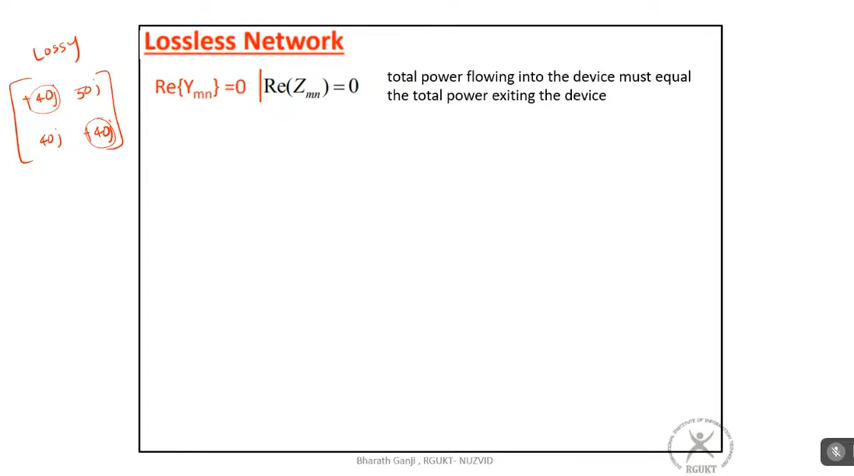 Lossless Network
Lossy
Re{Ymn} =0 Re(Zmn) = 0
total power flowing into the device must equal
the total power exiting the device
+40j 50j
40j +40j
Bharath Ganji , RGUKT- NUZVID
RGUKT